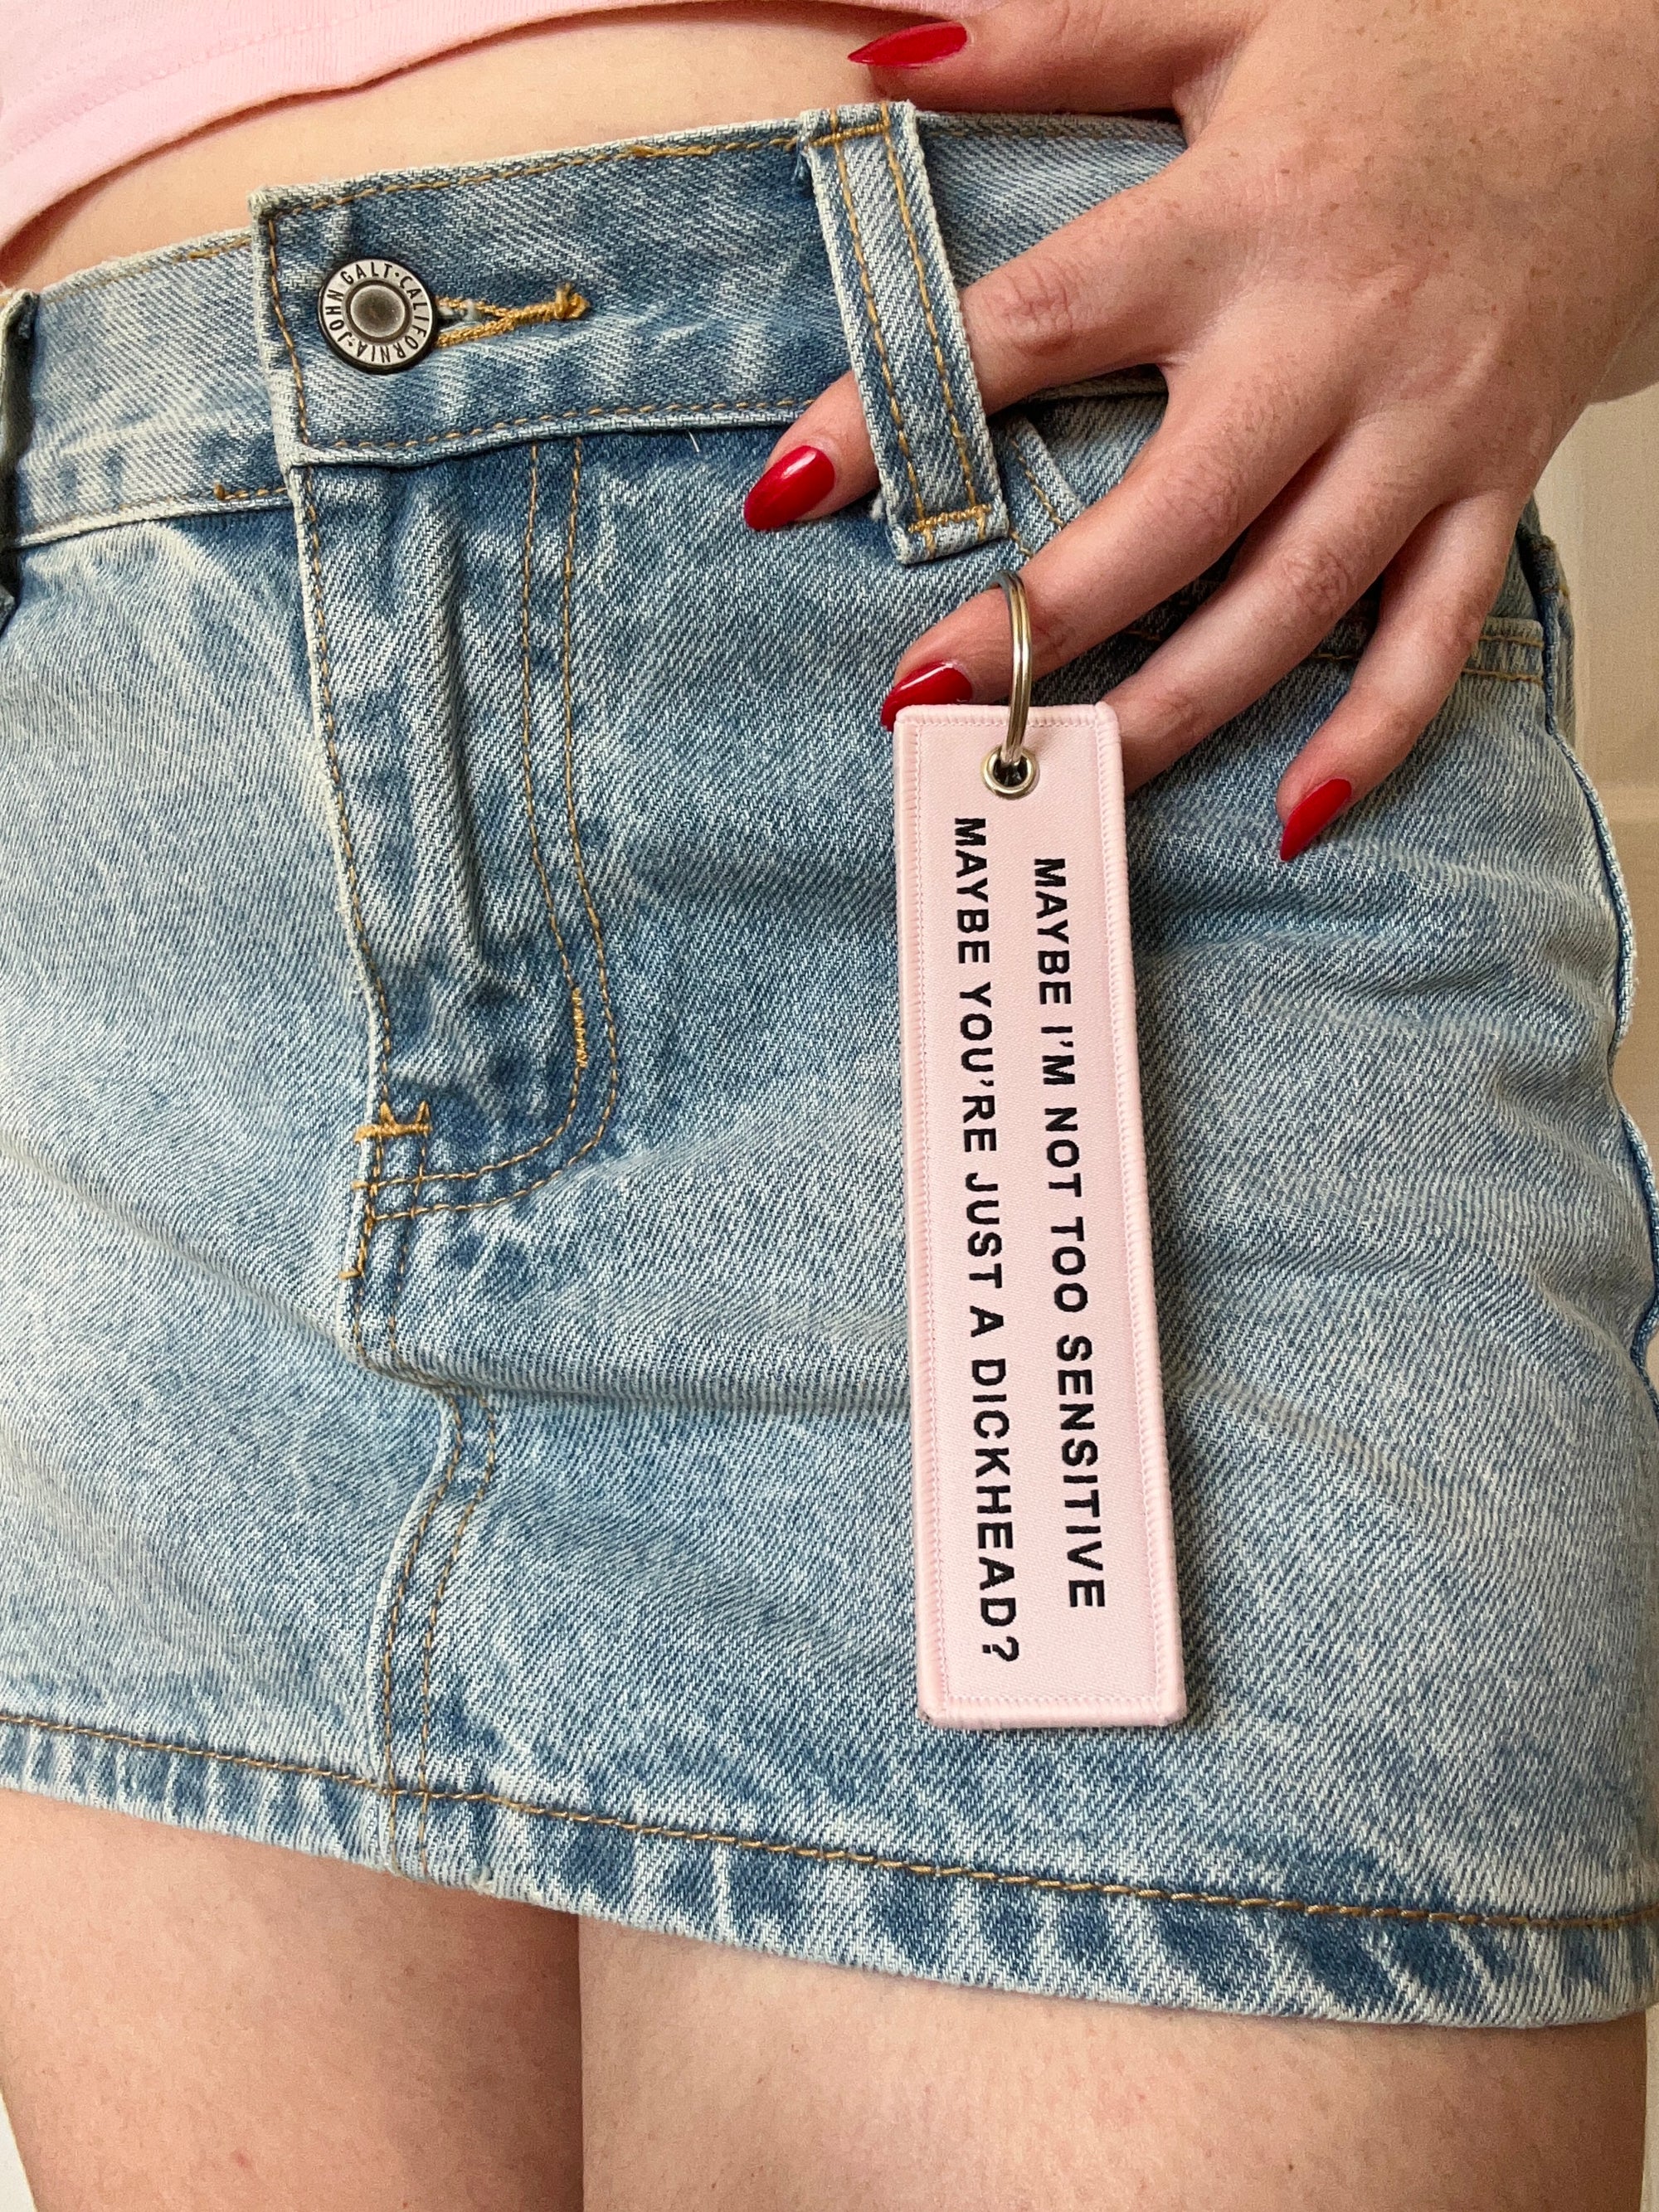 JOHN GALT·CALIFORNIA·
MAYBE I'M NOT TOO SENSITIVE
MAYBE YOU'RE JUST A DICKHEAD?